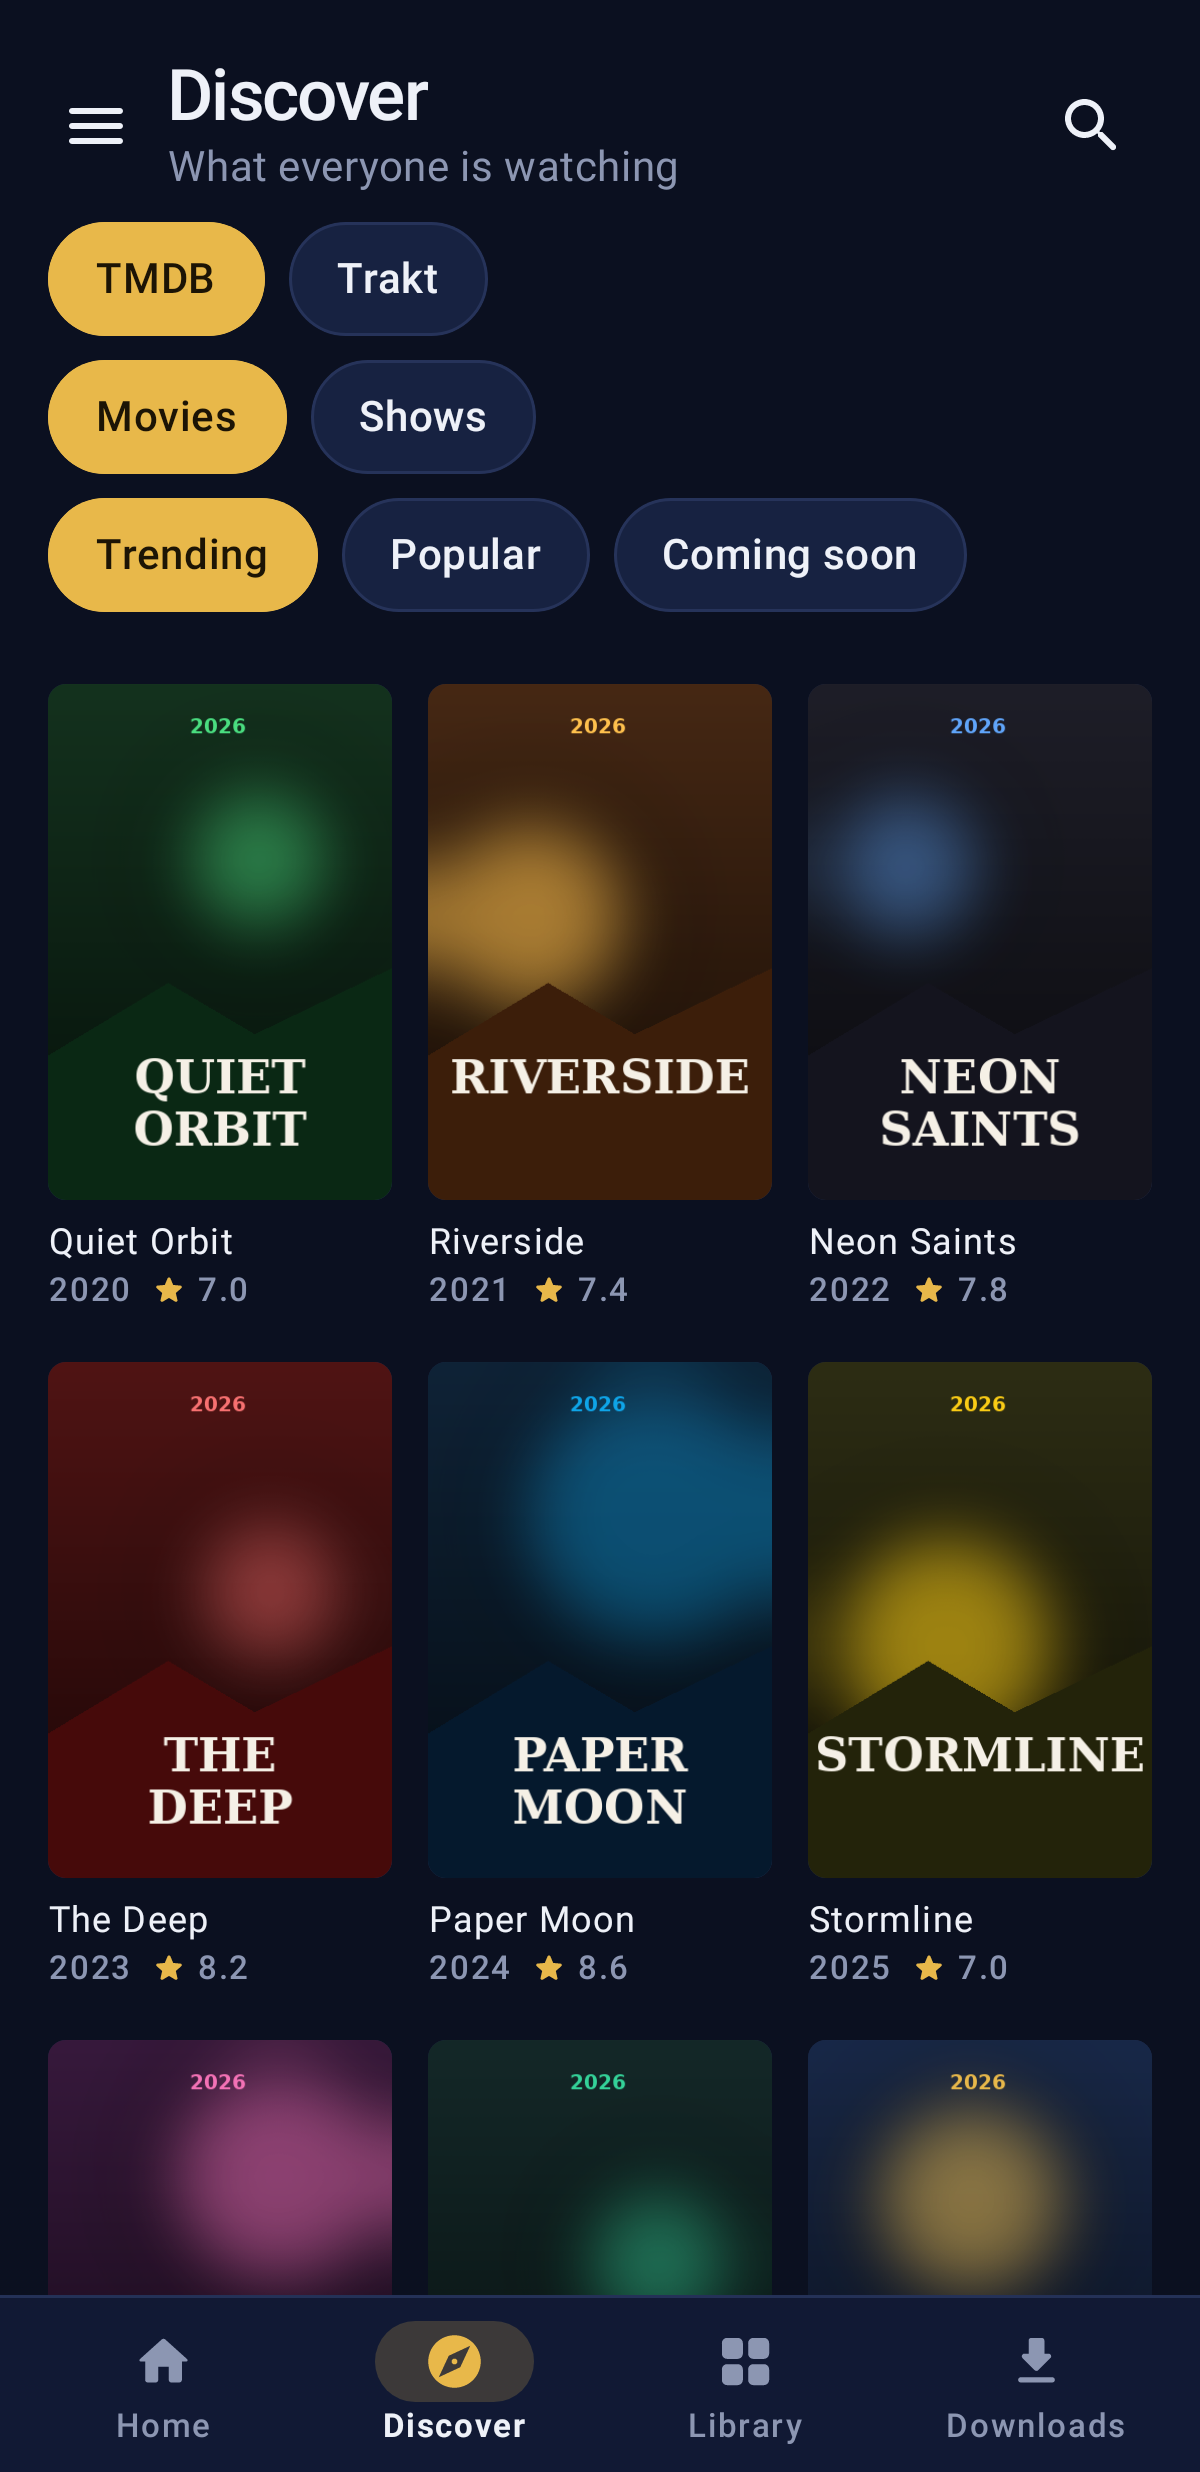 Discover
What everyone is watching
TMDB Trakt
Movies Shows
Trending Popular Coming soon
2026 2026 2026
QUIET
ORBIT
RIVERSIDE
NEON
SAINTS
Quiet Orbit Riverside Neon Saints
2020 7.0 2021 7.4 2022 7.8
2026 2026 2026
THE
DEEP
PAPER
MOON
STORMLINE
The Deep Paper Moon Stormline
2023 8.2 2024 8.6 2025 7.0
2026 2026 2026
Home Discover Library Downloads